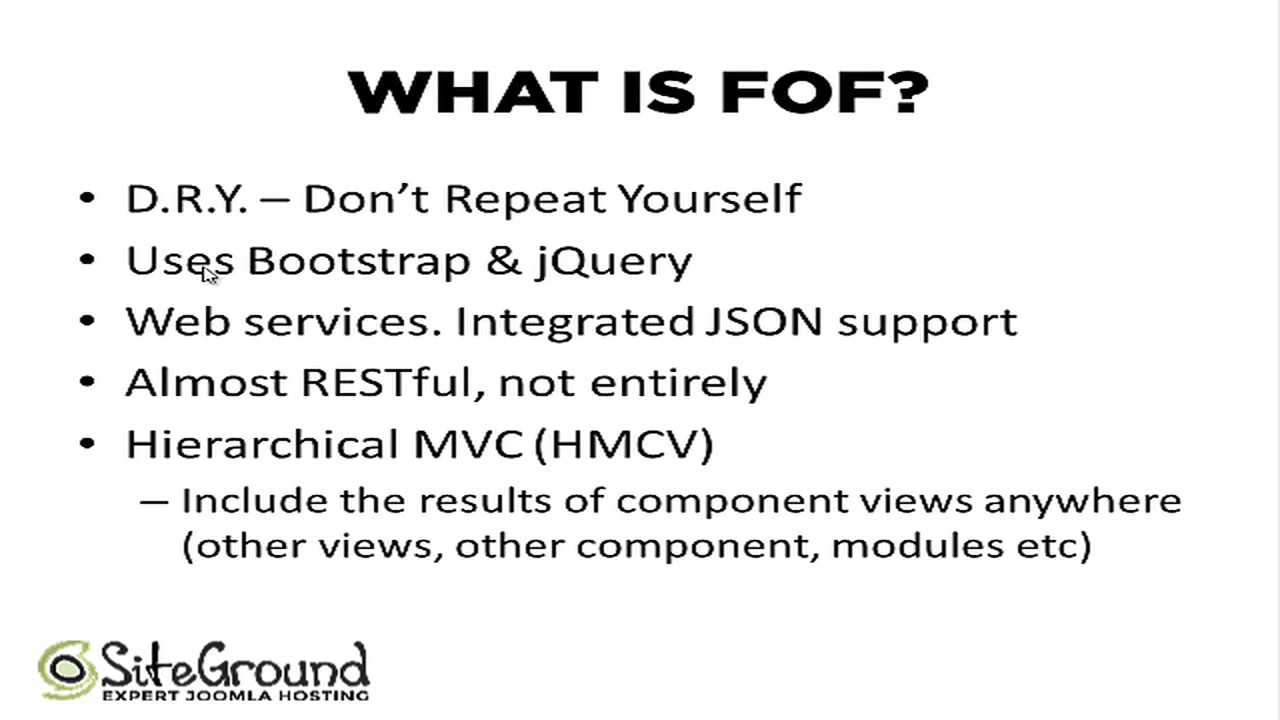 WHAT IS FOF?
• D.R.Y. – Don't Repeat Yourself
• Uses Bootstrap & jQuery
• Web services. Integrated JSON support
• Almost RESTful, not entirely
• Hierarchical MVC (HMCV)
– Include the results of component views anywhere
(other views, other component, modules etc)
SiteGround
EXPERT JOOMLA HOSTING